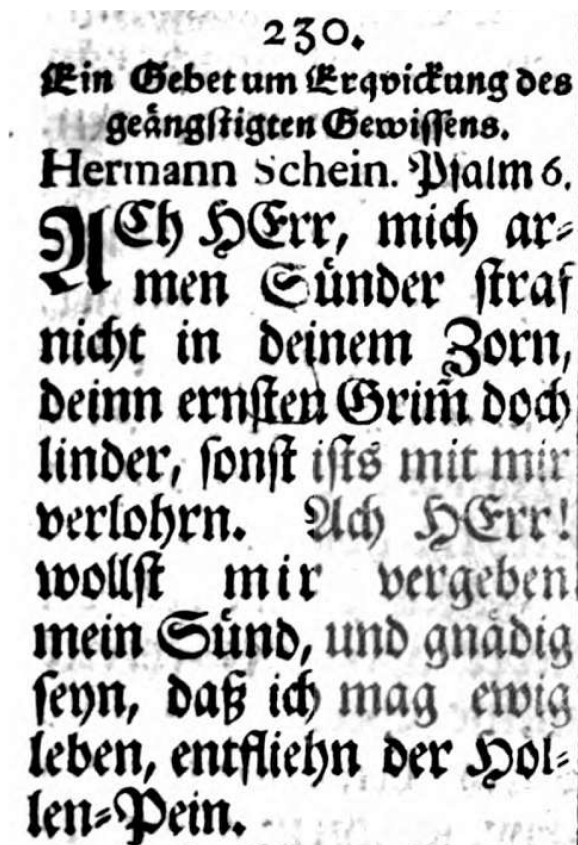 230.
Ein Gebet um Erqvickung des
geängstigten Gewissens.
Hermann Schein. Psalm 6.
ACh HErr, mich ar-
men Sünder straf
nicht in deinem Zorn,
deinn ernsten Grim̃ doch
linder, sonst ists mit mir
verlohrn. Ach HErr!
wollst mir vergeben
mein Sünd, und gnädig
seyn, daß ich mag ewig
leben, entfliehn der Höl-
len-Pein.